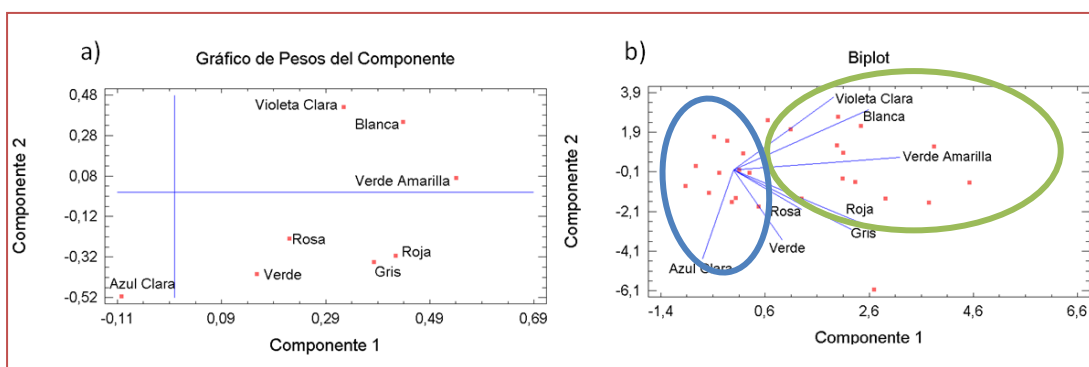 a)
Gráfico de Pesos del Componente
Componente 2
0,48
0,28
0,08
-0,12
-0,32
-0,52
Violeta Clara
Blanca
Verde Amarilla
Rosa
Roja
Gris
Verde
Azul Clara
-0,11
0,09
0,29
0,49
0,69
Componente 1
b)
Biplot
Componente 2
3,9
1,9
-0,1
-2,1
-4,1
-6,1
Violeta Clara
Blanca
Verde Amarilla
Rosa
Roja
Gris
Verde
Azul Clara
-1,4
0,6
2,6
4,6
6,6
Componente 1